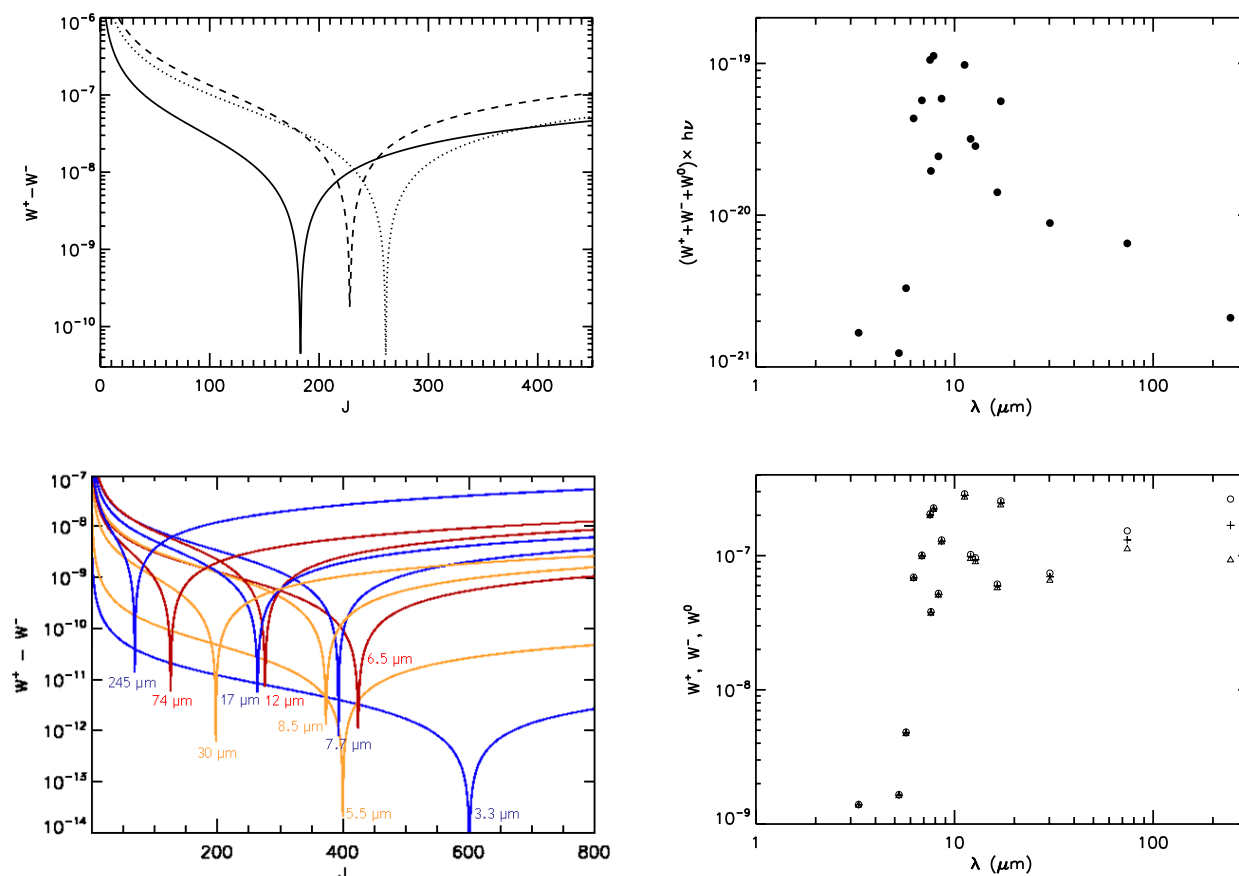 10⁻⁶
10⁻⁷
10⁻⁸
10⁻⁹
10⁻¹⁰
W⁺−W⁻
0 100 200 300 400
J
10⁻¹⁹
10⁻²⁰
10⁻²¹
(W⁺+W⁻+W⁰)× hν
1 10 100
λ (μm)
10⁻⁷
10⁻⁸
10⁻⁹
10⁻¹⁰
10⁻¹¹
10⁻¹²
10⁻¹³
10⁻¹⁴
W⁺ − W⁻
245 μm
74 μm
30 μm
17 μm
12 μm
8.5 μm
7.7 μm
6.5 μm
5.5 μm
3.3 μm
200 400 600 800
J
10⁻⁷
10⁻⁸
10⁻⁹
W⁺, W⁻, W⁰
1 10 100
λ (μm)